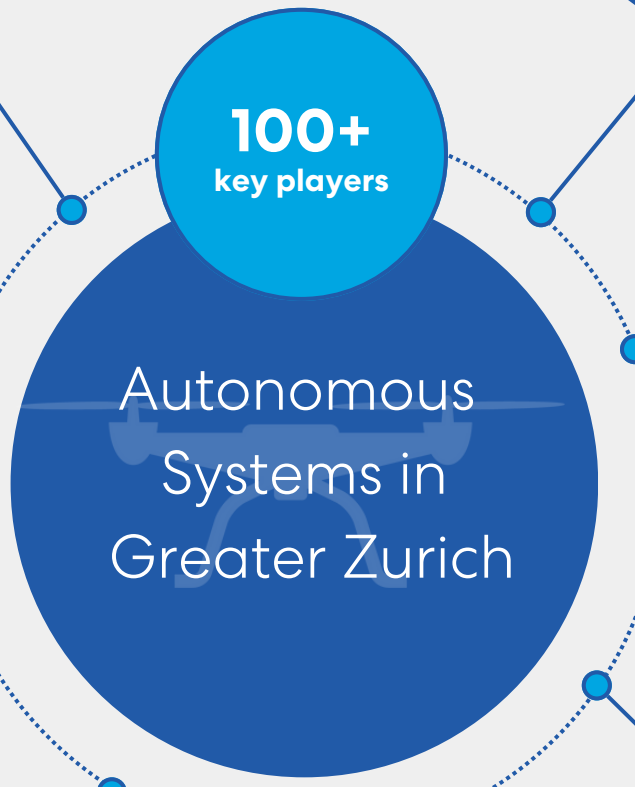 100+
key players
Autonomous
Systems in
Greater Zurich